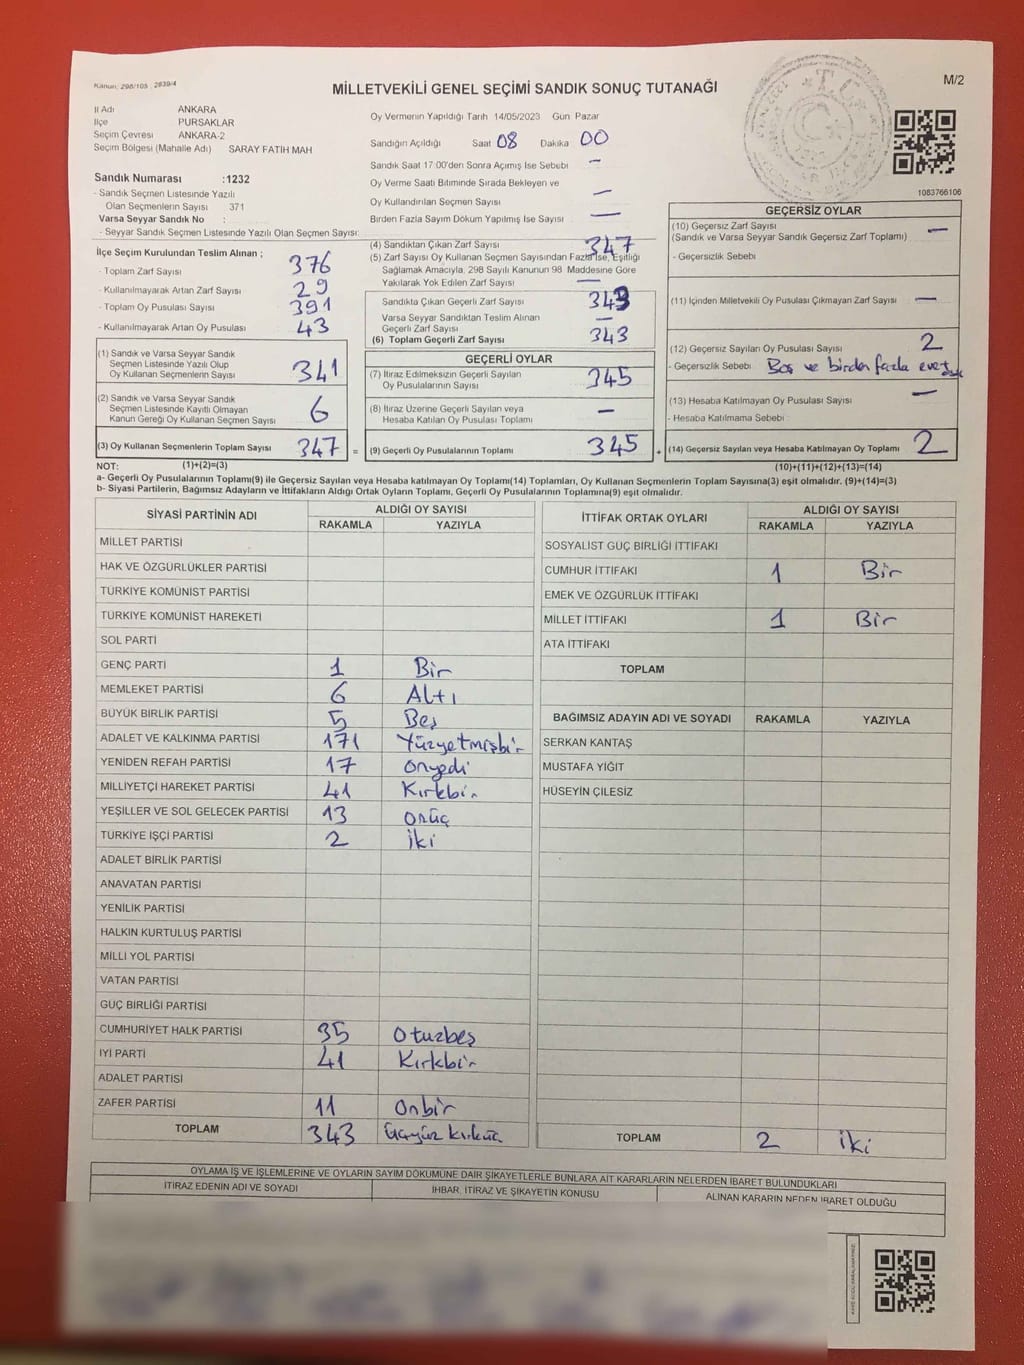 Kanun: 298/105, 2839/4
MİLLETVEKİLİ GENEL SEÇİMİ SANDIK SONUÇ TUTANAĞI
M/2
İl Adı ANKARA
İlçe PURSAKLAR
Seçim Çevresi ANKARA-2
Seçim Bölgesi (Mahalle Adı) SARAY FATİH MAH
Sandık Numarası :1232
- Sandık Seçmen Listesinde Yazılı
Olan Seçmenlerin Sayısı 371
Varsa Seyyar Sandık No :
- Seyyar Sandık Seçmen Listesinde Yazılı Olan Seçmen Sayısı:
Oy Vermenin Yapıldığı Tarih 14/05/2023 Gün Pazar
Sandığın Açıldığı Saat 08 Dakika 00
Sandık Saat 17:00'den Sonra Açımış İse Sebebi —
Oy Verme Saati Bitiminde Sırada Bekleyen ve
Oy Kullandırılan Seçmen Sayısı —
Birden Fazla Sayım Döküm Yapılmış İse Sayısı —
1083766106
İlçe Seçim Kurulundan Teslim Alınan ;
- Toplam Zarf Sayısı 376
- Kullanılmayarak Artan Zarf Sayısı 29
- Toplam Oy Pusulası Sayısı 391
- Kullanılmayarak Artan Oy Pusulası 43
(1) Sandık ve Varsa Seyyar Sandık
Seçmen Listesinde Yazılı Olup
Oy Kullanan Seçmenlerin Sayısı 341
(2) Sandık ve Varsa Seyyar Sandık
Seçmen Listesinde Kayıtlı Olmayan
Kanun Gereği Oy Kullanan Seçmen Sayısı 6
(3) Oy Kullanan Seçmenlerin Toplam Sayısı 347 =
(4) Sandıktan Çıkan Zarf Sayısı 347
(5) Zarf Sayısı Oy Kullanan Seçmen Sayısından Fazla İse, Eşitliği
Sağlamak Amacıyla, 298 Sayılı Kanunun 98 Maddesine Göre
Yakılarak Yok Edilen Zarf Sayısı —
Sandıkta Çıkan Geçerli Zarf Sayısı 343
Varsa Seyyar Sandıktan Teslim Alınan
Geçerli Zarf Sayısı —
(6) Toplam Geçerli Zarf Sayısı 343
GEÇERLİ OYLAR
(7) İtiraz Edilmeksizin Geçerli Sayılan
Oy Pusulalarının Sayısı 345
(8) İtiraz Üzerine Geçerli Sayılan veya
Hesaba Katılan Oy Pusulası Toplamı —
(9) Geçerli Oy Pusulalarının Toplamı 345 +
GEÇERSİZ OYLAR
(10) Geçersiz Zarf Sayısı
(Sandık ve Varsa Seyyar Sandık Geçersiz Zarf Toplamı) —
- Geçersizlik Sebebi
(11) İçinden Milletvekili Oy Pusulası Çıkmayan Zarf Sayısı —
(12) Geçersiz Sayılan Oy Pusulası Sayısı 2
- Geçersizlik Sebebi Boş ve birden fazla evet
(13) Hesaba Katılmayan Oy Pusulası Sayısı —
- Hesaba Katılmama Sebebi
(14) Geçersiz Sayılan veya Hesaba Katılmayan Oy Toplamı 2
NOT: (1)+(2)=(3) (10)+(11)+(12)+(13)=(14)
a- Geçerli Oy Pusulalarının Toplamı(9) ile Geçersiz Sayılan veya Hesaba katılmayan Oy Toplamı(14) Toplamları, Oy Kullanan Seçmenlerin Toplam Sayısına(3) eşit olmalıdır. (9)+(14)=(3)
b- Siyasi Partilerin, Bağımsız Adayların ve İttifakların Aldığı Ortak Oyların Toplamı, Geçerli Oy Pusulalarının Toplamına(9) eşit olmalıdır.
SİYASİ PARTİNİN ADI ALDIĞI OY SAYISI
RAKAMLA YAZIYLA
MİLLET PARTİSİ
HAK VE ÖZGÜRLÜKLER PARTİSİ
TÜRKİYE KOMÜNİST PARTİSİ
TÜRKİYE KOMÜNİST HAREKETİ
SOL PARTİ
GENÇ PARTİ 1 Bir
MEMLEKET PARTİSİ 6 Altı
BÜYÜK BİRLİK PARTİSİ 5 Beş
ADALET VE KALKINMA PARTİSİ 171 Yüzyetmişbir
YENİDEN REFAH PARTİSİ 17 onyedi
MİLLİYETÇİ HAREKET PARTİSİ 41 Kırkbir
YEŞİLLER VE SOL GELECEK PARTİSİ 13 onüç
TÜRKİYE İŞÇİ PARTİSİ 2 iki
ADALET BİRLİK PARTİSİ
ANAVATAN PARTİSİ
YENİLİK PARTİSİ
HALKIN KURTULUŞ PARTİSİ
MİLLİ YOL PARTİSİ
VATAN PARTİSİ
GÜÇ BİRLİĞİ PARTİSİ
CUMHURİYET HALK PARTİSİ 35 Otuzbeş
İYİ PARTİ 41 Kırkbir
ADALET PARTİSİ
ZAFER PARTİSİ 11 Onbir
TOPLAM 343 üçyüz kırküç
İTTİFAK ORTAK OYLARI ALDIĞI OY SAYISI
RAKAMLA YAZIYLA
SOSYALİST GÜÇ BİRLİĞİ İTTİFAKI
CUMHUR İTTİFAKI 1 Bir
EMEK VE ÖZGÜRLÜK İTTİFAKI
MİLLET İTTİFAKI 1 Bir
ATA İTTİFAKI
TOPLAM
BAĞIMSIZ ADAYIN ADI VE SOYADI RAKAMLA YAZIYLA
SERKAN KANTAŞ
MUSTAFA YİĞİT
HÜSEYİN ÇİLESİZ
TOPLAM 2 iki
OYLAMA İŞ VE İŞLEMLERİNE VE OYLARIN SAYIM DÖKÜMÜNE DAİR ŞİKAYETLERLE BUNLARA AİT KARARLARIN NELERDEN İBARET BULUNDUKLARI
İTİRAZ EDENİN ADI VE SOYADI İHBAR, İTİRAZ VE ŞİKAYETİN KONUSU ALINAN KARARIN NEDEN İBARET OLDUĞU